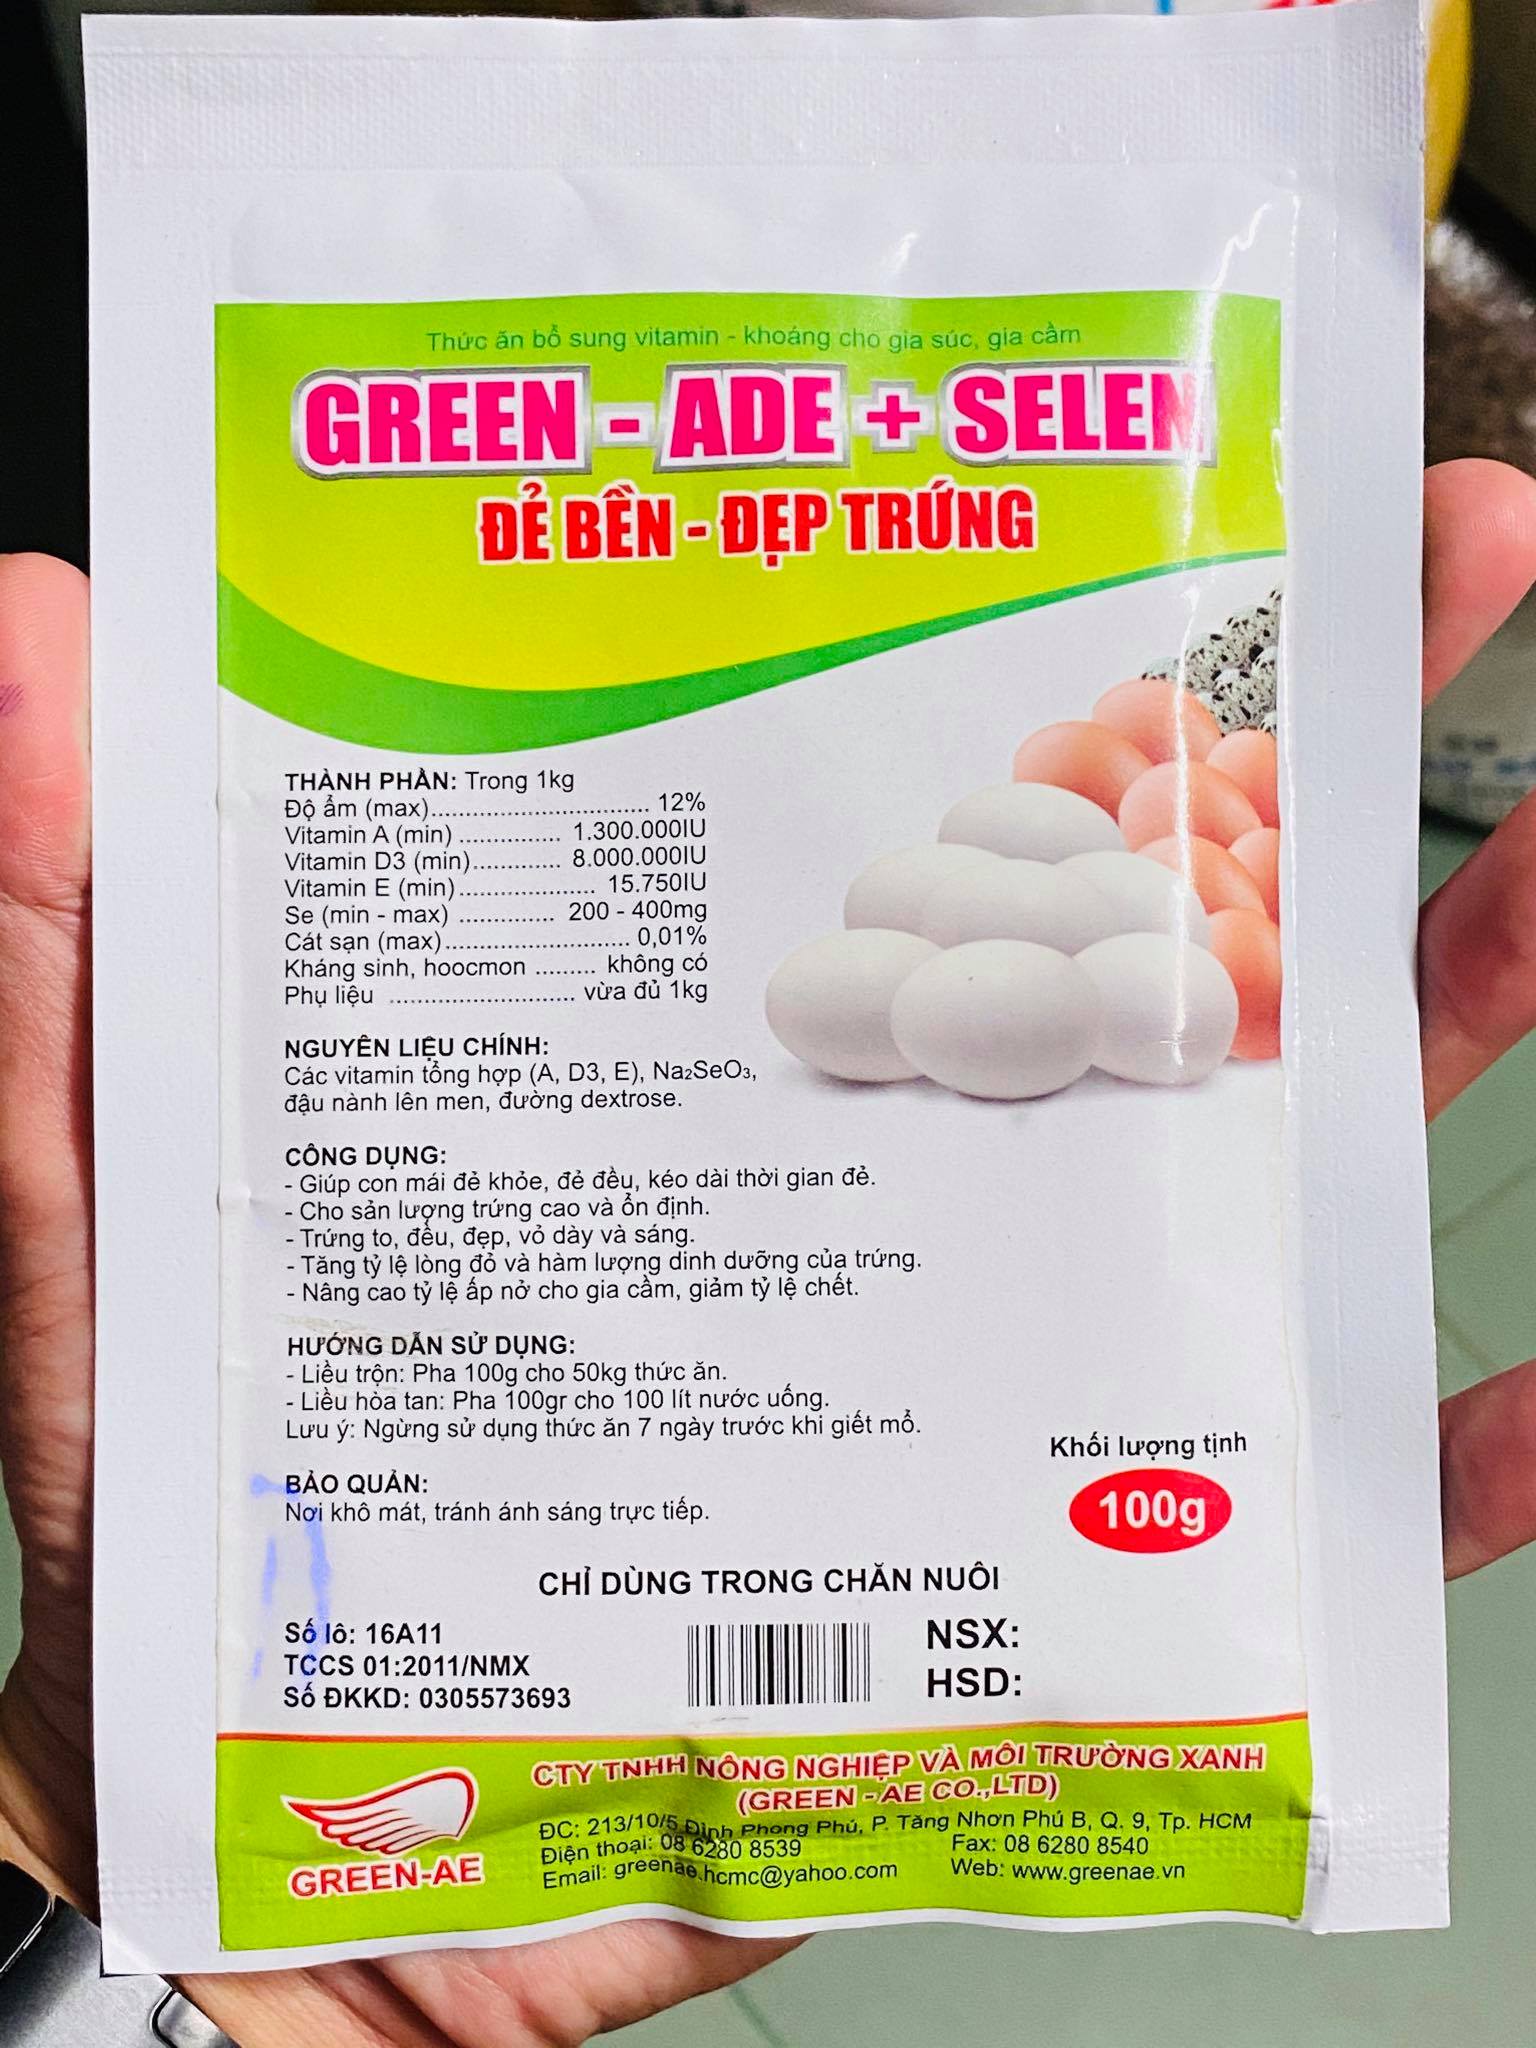 Thức ăn bổ sung vitamin - khoáng cho gia súc, gia cầm
GREEN - ADE + SELEN
ĐẺ BỀN - ĐẸP TRỨNG
THÀNH PHẦN: Trong 1kg
Độ ẩm (max)............................ 12%
Vitamin A (min) ............... 1.300.000IU
Vitamin D3 (min)............. 8.000.000IU
Vitamin E (min).................... 15.750IU
Se (min - max) .............. 200 - 400mg
Cát sạn (max)........................... 0,01%
Kháng sinh, hoocmon ......... không có
Phụ liệu ........................... vừa đủ 1kg
NGUYÊN LIỆU CHÍNH:
Các vitamin tổng hợp (A, D3, E), Na₂SeO₃,
đậu nành lên men, đường dextrose.
CÔNG DỤNG:
- Giúp con mái đẻ khỏe, đẻ đều, kéo dài thời gian đẻ.
- Cho sản lượng trứng cao và ổn định.
- Trứng to, đều, đẹp, vỏ dày và sáng.
- Tăng tỷ lệ lòng đỏ và hàm lượng dinh dưỡng của trứng.
- Nâng cao tỷ lệ ấp nở cho gia cầm, giảm tỷ lệ chết.
HƯỚNG DẪN SỬ DỤNG:
- Liều trộn: Pha 100g cho 50kg thức ăn.
- Liều hòa tan: Pha 100gr cho 100 lít nước uống.
Lưu ý: Ngừng sử dụng thức ăn 7 ngày trước khi giết mổ.
Khối lượng tịnh
100g
BẢO QUẢN:
Nơi khô mát, tránh ánh sáng trực tiếp.
CHỈ DÙNG TRONG CHĂN NUÔI
Số lô: 16A11
TCCS 01:2011/NMX
Số ĐKKD: 0305573693
NSX:
HSD:
GREEN-AE
CTY TNHH NÔNG NGHIỆP VÀ MÔI TRƯỜNG XANH
(GREEN - AE CO.,LTD)
ĐC: 213/10/5 Đình Phong Phú, P. Tăng Nhơn Phú B, Q. 9, Tp. HCM
Điện thoại: 08 6280 8539 Fax: 08 6280 8540
Email: greenae.hcmc@yahoo.com Web: www.greenae.vn